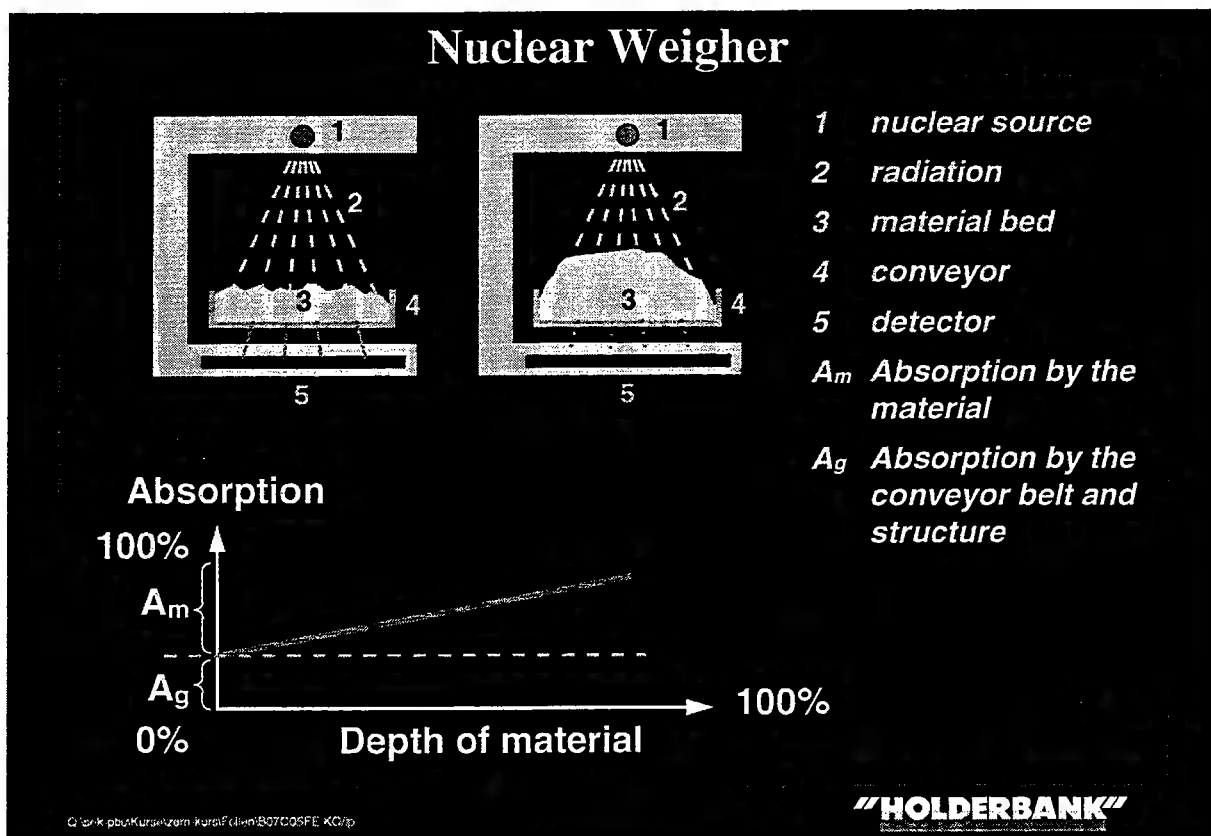 Nuclear Weigher
1
2
3
4
5
1
2
3
4
5
1 nuclear source
2 radiation
3 material bed
4 conveyor
5 detector
Am Absorption by the
material
Ag Absorption by the
conveyor belt and
structure
Absorption
100%
Am
Ag
0%
Depth of material
100%
"HOLDERBANK"